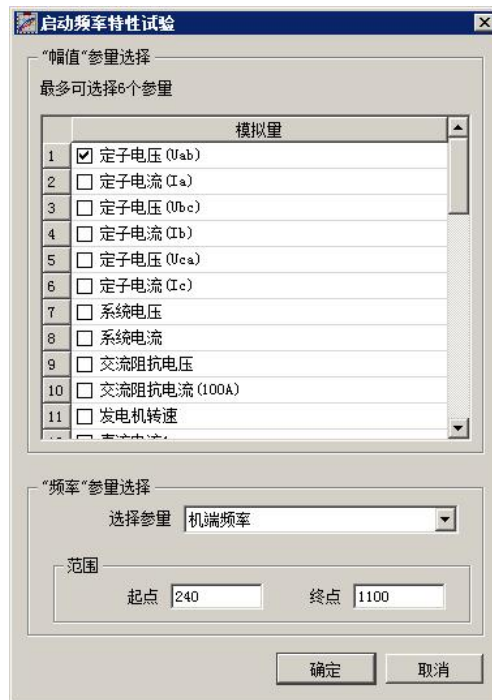 启动频率特性试验
“幅值”参量选择
最多可选择6个参量
模拟量
1 定子电压(Uab)
2 定子电流(Ia)
3 定子电压(Ubc)
4 定子电流(Ib)
5 定子电压(Uca)
6 定子电流(Ic)
7 系统电压
8 系统电流
9 交流阻抗电压
10 交流阻抗电流(100A)
11 发电机转速
“频率“参量选择
选择参量 机端频率
范围
起点 240 终点 1100
确定 取消